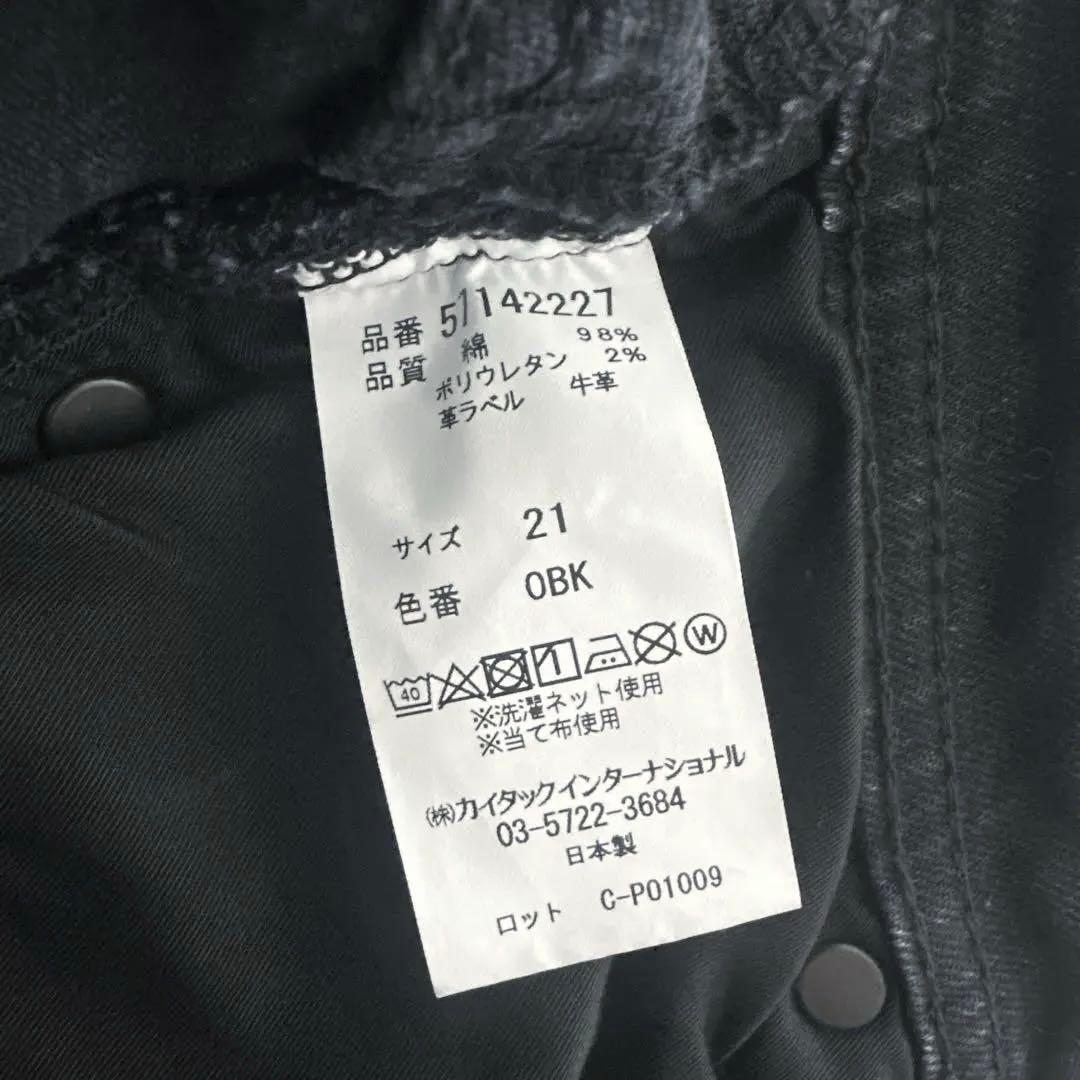 品番 51142227
品質 綿 98%
ポリウレタン 2%
革ラベル 牛革
サイズ 21
色番 OBK
40 W
※洗濯ネット使用
※当て布使用
(株)カイタックインターナショナル
03-5722-3684
日本製
ロット C-P01009